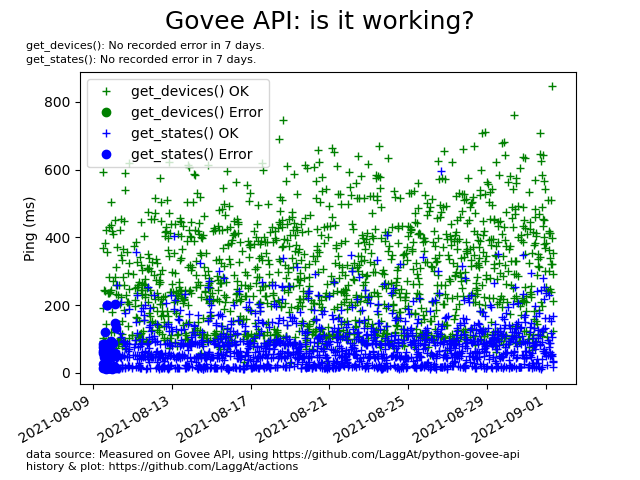 Govee API: is it working?
get_devices(): No recorded error in 7 days.
get_states(): No recorded error in 7 days.
get_devices() OK
get_devices() Error
get_states() OK
get_states() Error
Ping (ms)
800
600
400
200
0
2021-08-09
2021-08-13
2021-08-17
2021-08-21
2021-08-25
2021-08-29
2021-09-01
data source: Measured on Govee API, using https://github.com/LaggAt/python-govee-api
history & plot: https://github.com/LaggAt/actions